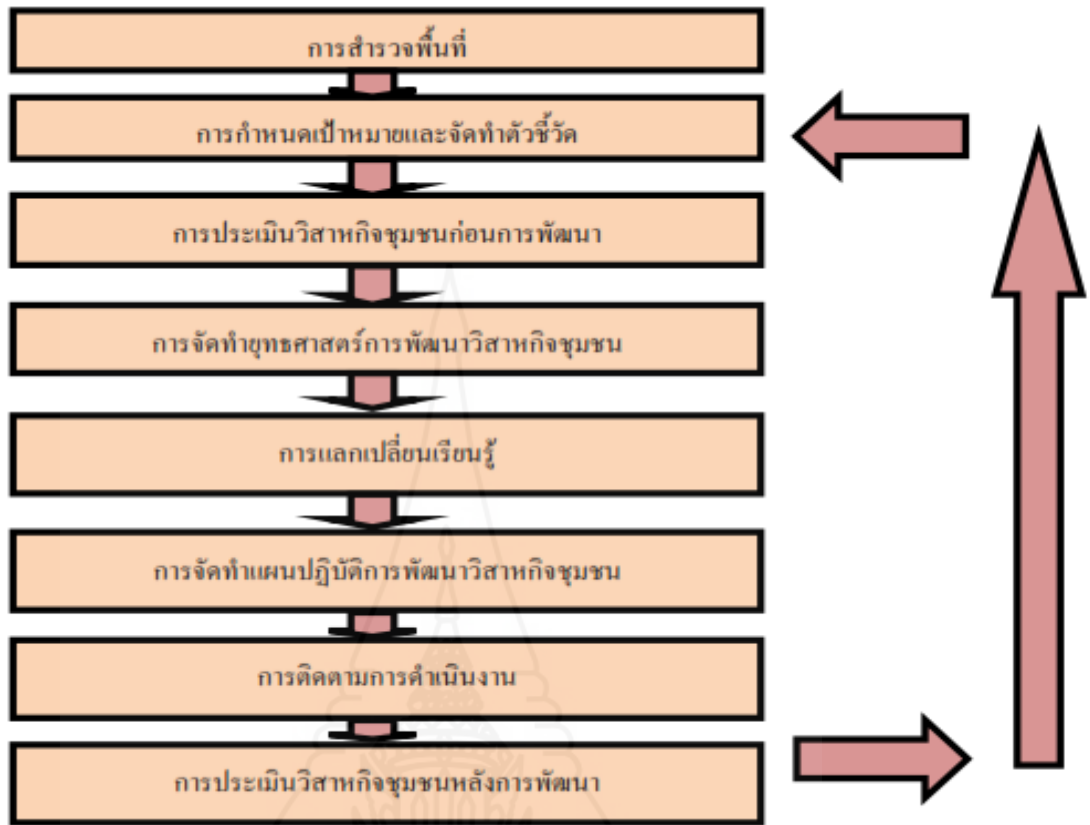 การสำรวจพื้นที่
การกำหนดเป้าหมายและจัดทำตัวชี้วัด
การประเมินวิสาหกิจชุมชนก่อนการพัฒนา
การจัดทำยุทธศาสตร์การพัฒนาวิสาหกิจชุมชน
การแลกเปลี่ยนเรียนรู้
การจัดทำแผนปฏิบัติการพัฒนาวิสาหกิจชุมชน
การติดตามการดำเนินงาน
การประเมินวิสาหกิจชุมชนหลังการพัฒนา